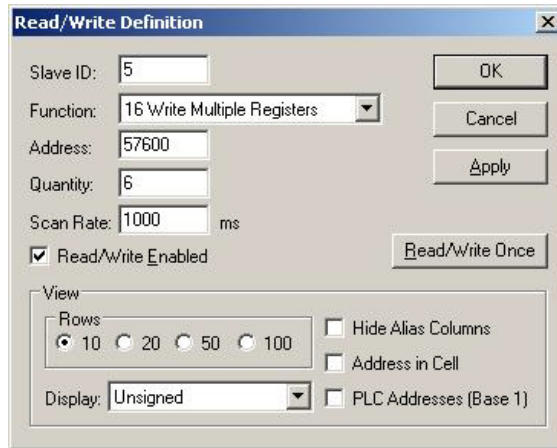 Read/Write Definition
Slave ID: 5
OK
Function: 16 Write Multiple Registers
Cancel
Address: 57600
Apply
Quantity: 6
Scan Rate: 1000 ms
Read/Write Enabled
Read/Write Once
View
Rows
10 20 50 100
Hide Alias Columns
Address in Cell
Display: Unsigned
PLC Addresses (Base 1)